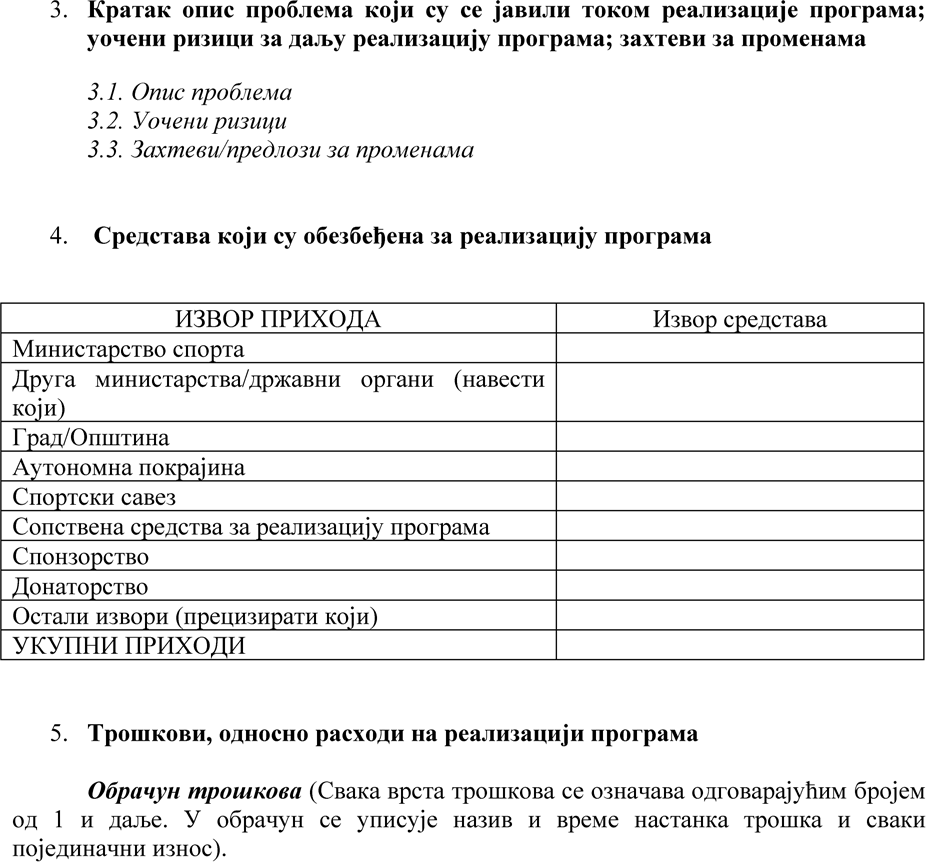 3. Кратак опис проблема који су се јавили током реализације програма;
уочени ризици за даљу реализацију програма; захтеви за променама
3.1. Опис проблема
3.2. Уочени ризици
3.3. Захтеви/предлози за променама
4. Средстава који су обезбеђена за реализацију програма
ИЗВОР ПРИХОДА Извор средстава
Министарство спорта
Друга министарства/државни органи (навести
који)
Град/Општина
Аутономна покрајина
Спортски савез
Сопствена средства за реализацију програма
Спонзорство
Донаторство
Остали извори (прецизирати који)
УКУПНИ ПРИХОДИ
5. Трошкови, односно расходи на реализацији програма
Обрачун трошкова (Свака врста трошкова се означава одговарајућим бројем
од 1 и даље. У обрачун се уписује назив и време настанка трошка и сваки
појединачни износ).